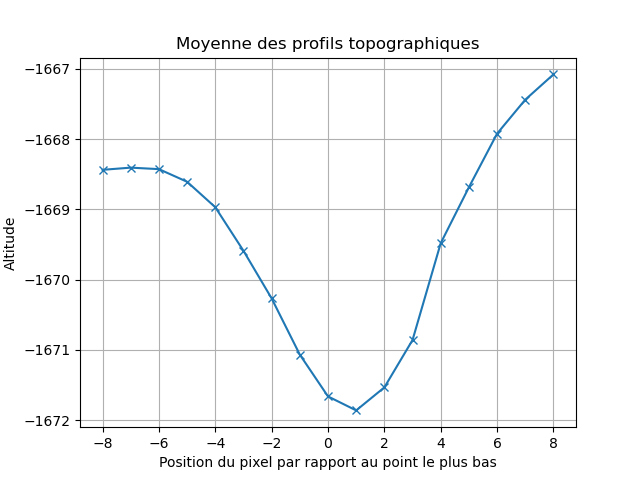 Moyenne des profils topographiques
−1667
−1668
−1669
−1670
−1671
−1672
Altitude
−8 −6 −4 −2 0 2 4 6 8
Position du pixel par rapport au point le plus bas